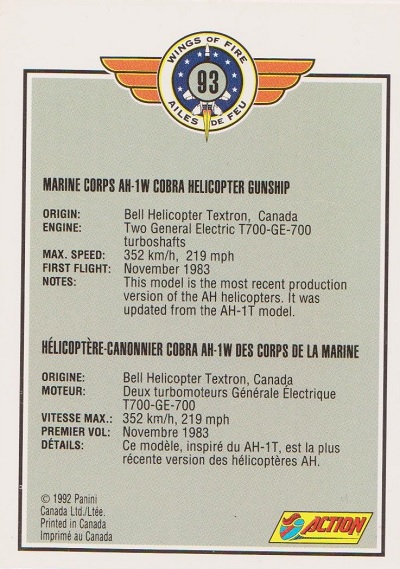 WINGS OF FIRE
93
AILES DE FEU
MARINE CORPS AH-1W COBRA HELICOPTER GUNSHIP
ORIGIN: Bell Helicopter Textron, Canada
ENGINE: Two General Electric T700-GE-700
turboshafts
MAX. SPEED: 352 km/h, 219 mph
FIRST FLIGHT: November 1983
NOTES: This model is the most recent production
version of the AH helicopters. It was
updated from the AH-1T model.
HÉLICOPTÈRE-CANONNIER COBRA AH-1W DES CORPS DE LA MARINE
ORIGINE: Bell Helicopter Textron, Canada
MOTEUR: Deux turbomoteurs Générale Électrique
T700-GE-700
VITESSE MAX.: 352 km/h, 219 mph
PREMIER VOL: Novembre 1983
DÉTAILS: Ce modèle, inspiré du AH-1T, est la plus
récente version des hélicoptères AH.
© 1992 Panini
Canada Ltd./Ltée.
Printed in Canada
Imprimé au Canada
ACTION